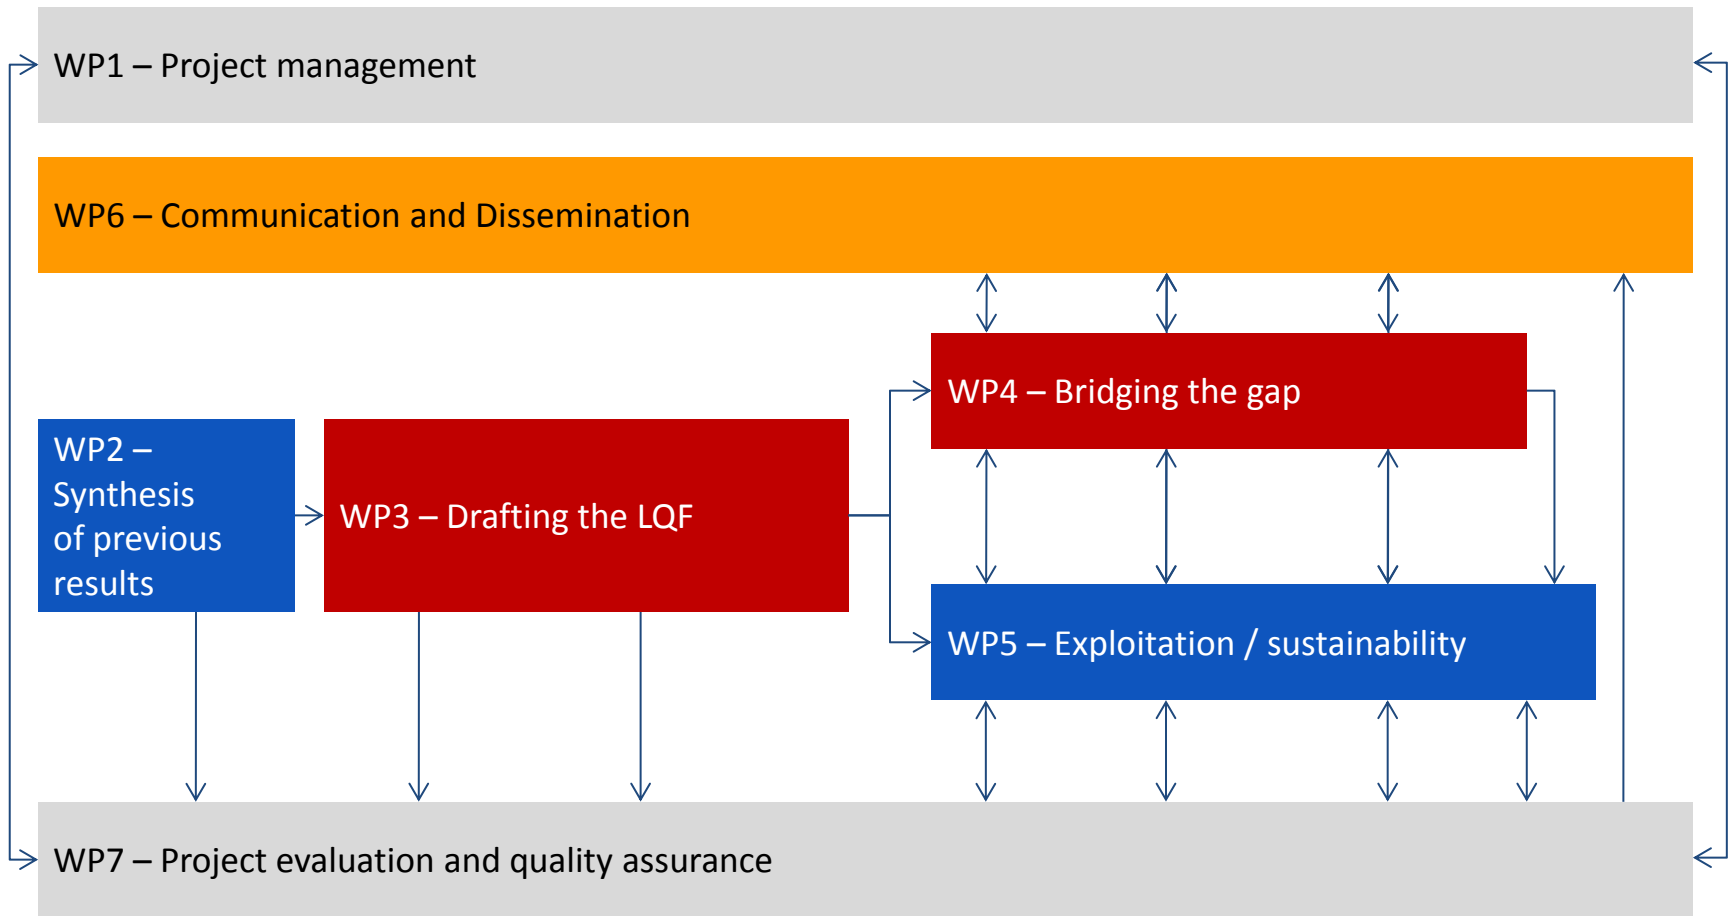 WP1 – Project management
WP6 – Communication and Dissemination
WP4 – Bridging the gap
WP2 –
Synthesis
of previous
results
WP3 – Drafting the LQF
WP5 – Exploitation / sustainability
WP7 – Project evaluation and quality assurance